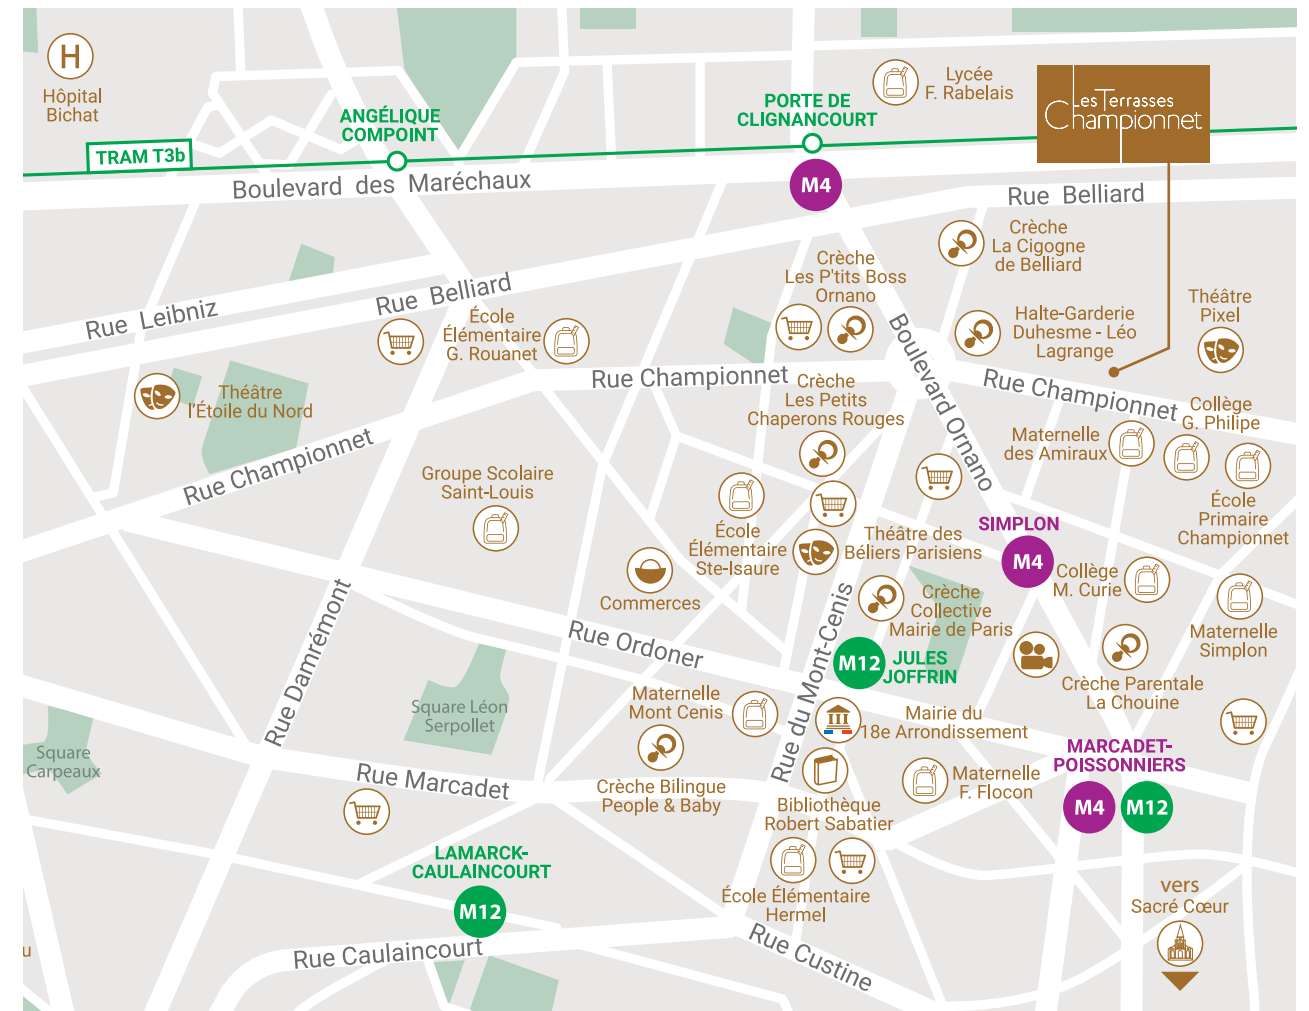 H
Hôpital
Bichat
TRAM T3b
ANGÉLIQUE
COMPOINT
PORTE DE
CLIGNANCOURT
M4
Lycée
F. Rabelais
Les Terrasses
Championnet
Boulevard des Maréchaux
Rue Belliard
Crèche
La Cigogne
de Belliard
Crèche
Les P'tits Boss
Ornano
Rue Leibniz
Rue Belliard
École
Élémentaire
G. Rouanet
Boulevard Ornano
Halte-Garderie
Duhesme - Léo
Lagrange
Théâtre
Pixel
Théâtre
l'Étoile du Nord
Rue Championnet
Rue Championnet
Rue Championnet
Crèche
Les Petits
Chaperons Rouges
Collège
G. Philipe
Maternelle
des Amiraux
École
Primaire
Championnet
Groupe Scolaire
Saint-Louis
École
Élémentaire
Ste-Isaure
Théâtre des
Béliers Parisiens
SIMPLON
M4
Collège
M. Curie
Commerces
Crèche
Collective
Mairie de Paris
Maternelle
Simplon
Rue Damrémont
Rue Ordoner
Rue du Mont-Cenis
M12
JULES
JOFFRIN
Crèche Parentale
La Chouine
Square Léon
Serpollet
Maternelle
Mont Cenis
Mairie du
18e Arrondissement
Square
Carpeaux
Rue Marcadet
Crèche Bilingue
People & Baby
Bibliothèque
Robert Sabatier
Maternelle
F. Flocon
MARCADET-
POISSONNIERS
M4
M12
LAMARCK-
CAULAINCOURT
M12
École Élémentaire
Hermel
vers
Sacré Cœur
Rue Caulaincourt
Rue Custine
u